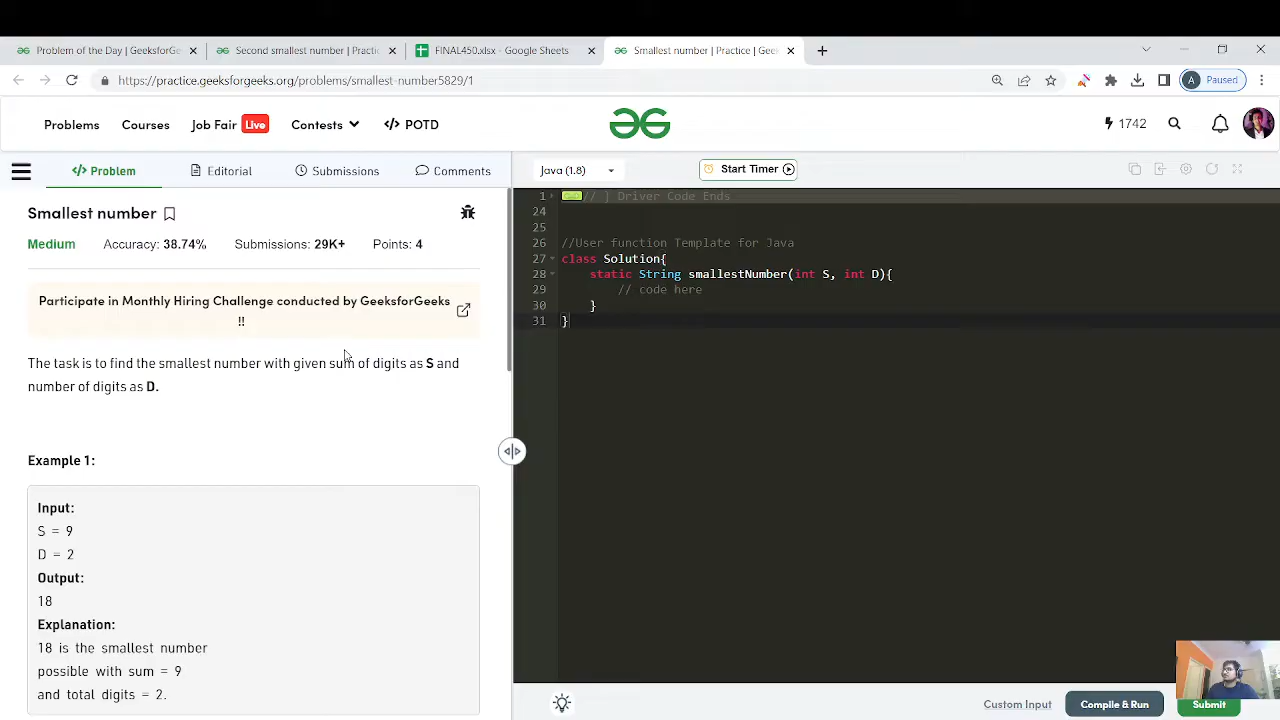 Problem of the Day | GeeksforGe
Second smallest number | Practic
FINAL450.xlsx - Google Sheets
Smallest number | Practice | Geek
https://practice.geeksforgeeks.org/problems/smallest-number5829/1
A Paused
Problems
Courses
Job Fair Live
Contests
</> POTD
1742
</> Problem
Editorial
Submissions
Comments
Java (1.8)
Start Timer
Smallest number
Medium
Accuracy: 38.74%
Submissions: 29K+
Points: 4
Participate in Monthly Hiring Challenge conducted by GeeksforGeeks
!!
The task is to find the smallest number with given sum of digits as S and
number of digits as D.
Example 1:
Input:
S = 9
D = 2
Output:
18
Explanation:
18 is the smallest number
possible with sum = 9
and total digits = 2.
1 // } Driver Code Ends
24
25
26 //User function Template for Java
27 class Solution{
28 static String smallestNumber(int S, int D){
29 // code here
30 }
31 }
Custom Input
Compile & Run
Submit